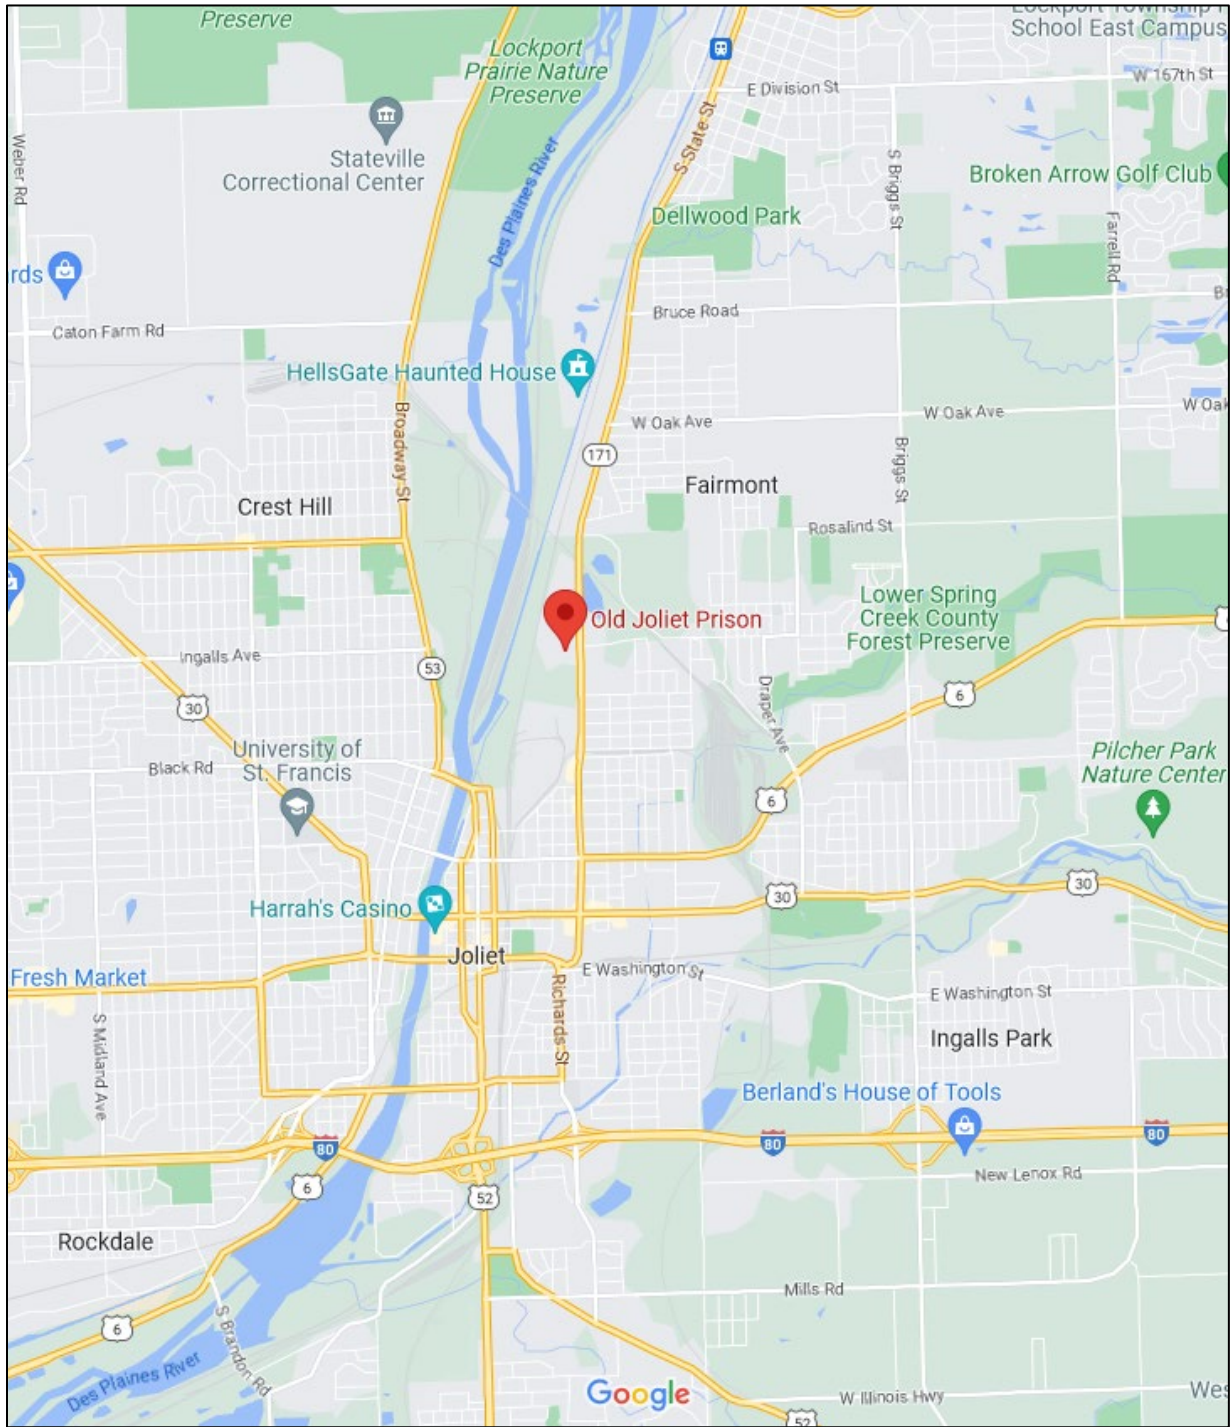 Preserve
Lockport
Prairie Nature
Preserve
School East Campus
W 167th St
E Division St
Weber Rd
Stateville
Correctional Center
S State St
S Briggs St
Broken Arrow Golf Club
Des Plaines River
Dellwood Park
Farrell Rd
rds
Caton Farm Rd
Bruce Road
HellsGate Haunted House
Broadway St
W Oak Ave
W Oak Ave
W Oak
171
Briggs St
Fairmont
Crest Hill
Rosalind St
Lower Spring
Creek County
Forest Preserve
Old Joliet Prison
Ingalls Ave
53
30
6
Draper Ave
University of
St. Francis
Black Rd
Pilcher Park
Nature Center
6
30
30
Harrah's Casino
Joliet
Fresh Market
E Washington St
E Washington St
Richards St
S Midland Ave
Ingalls Park
Berland's House of Tools
80
80
80
New Lenox Rd
6
52
Rockdale
Mills Rd
S Brandon Rd
6
Des Plaines River
Google
W Illinois Hwy
Wes
52